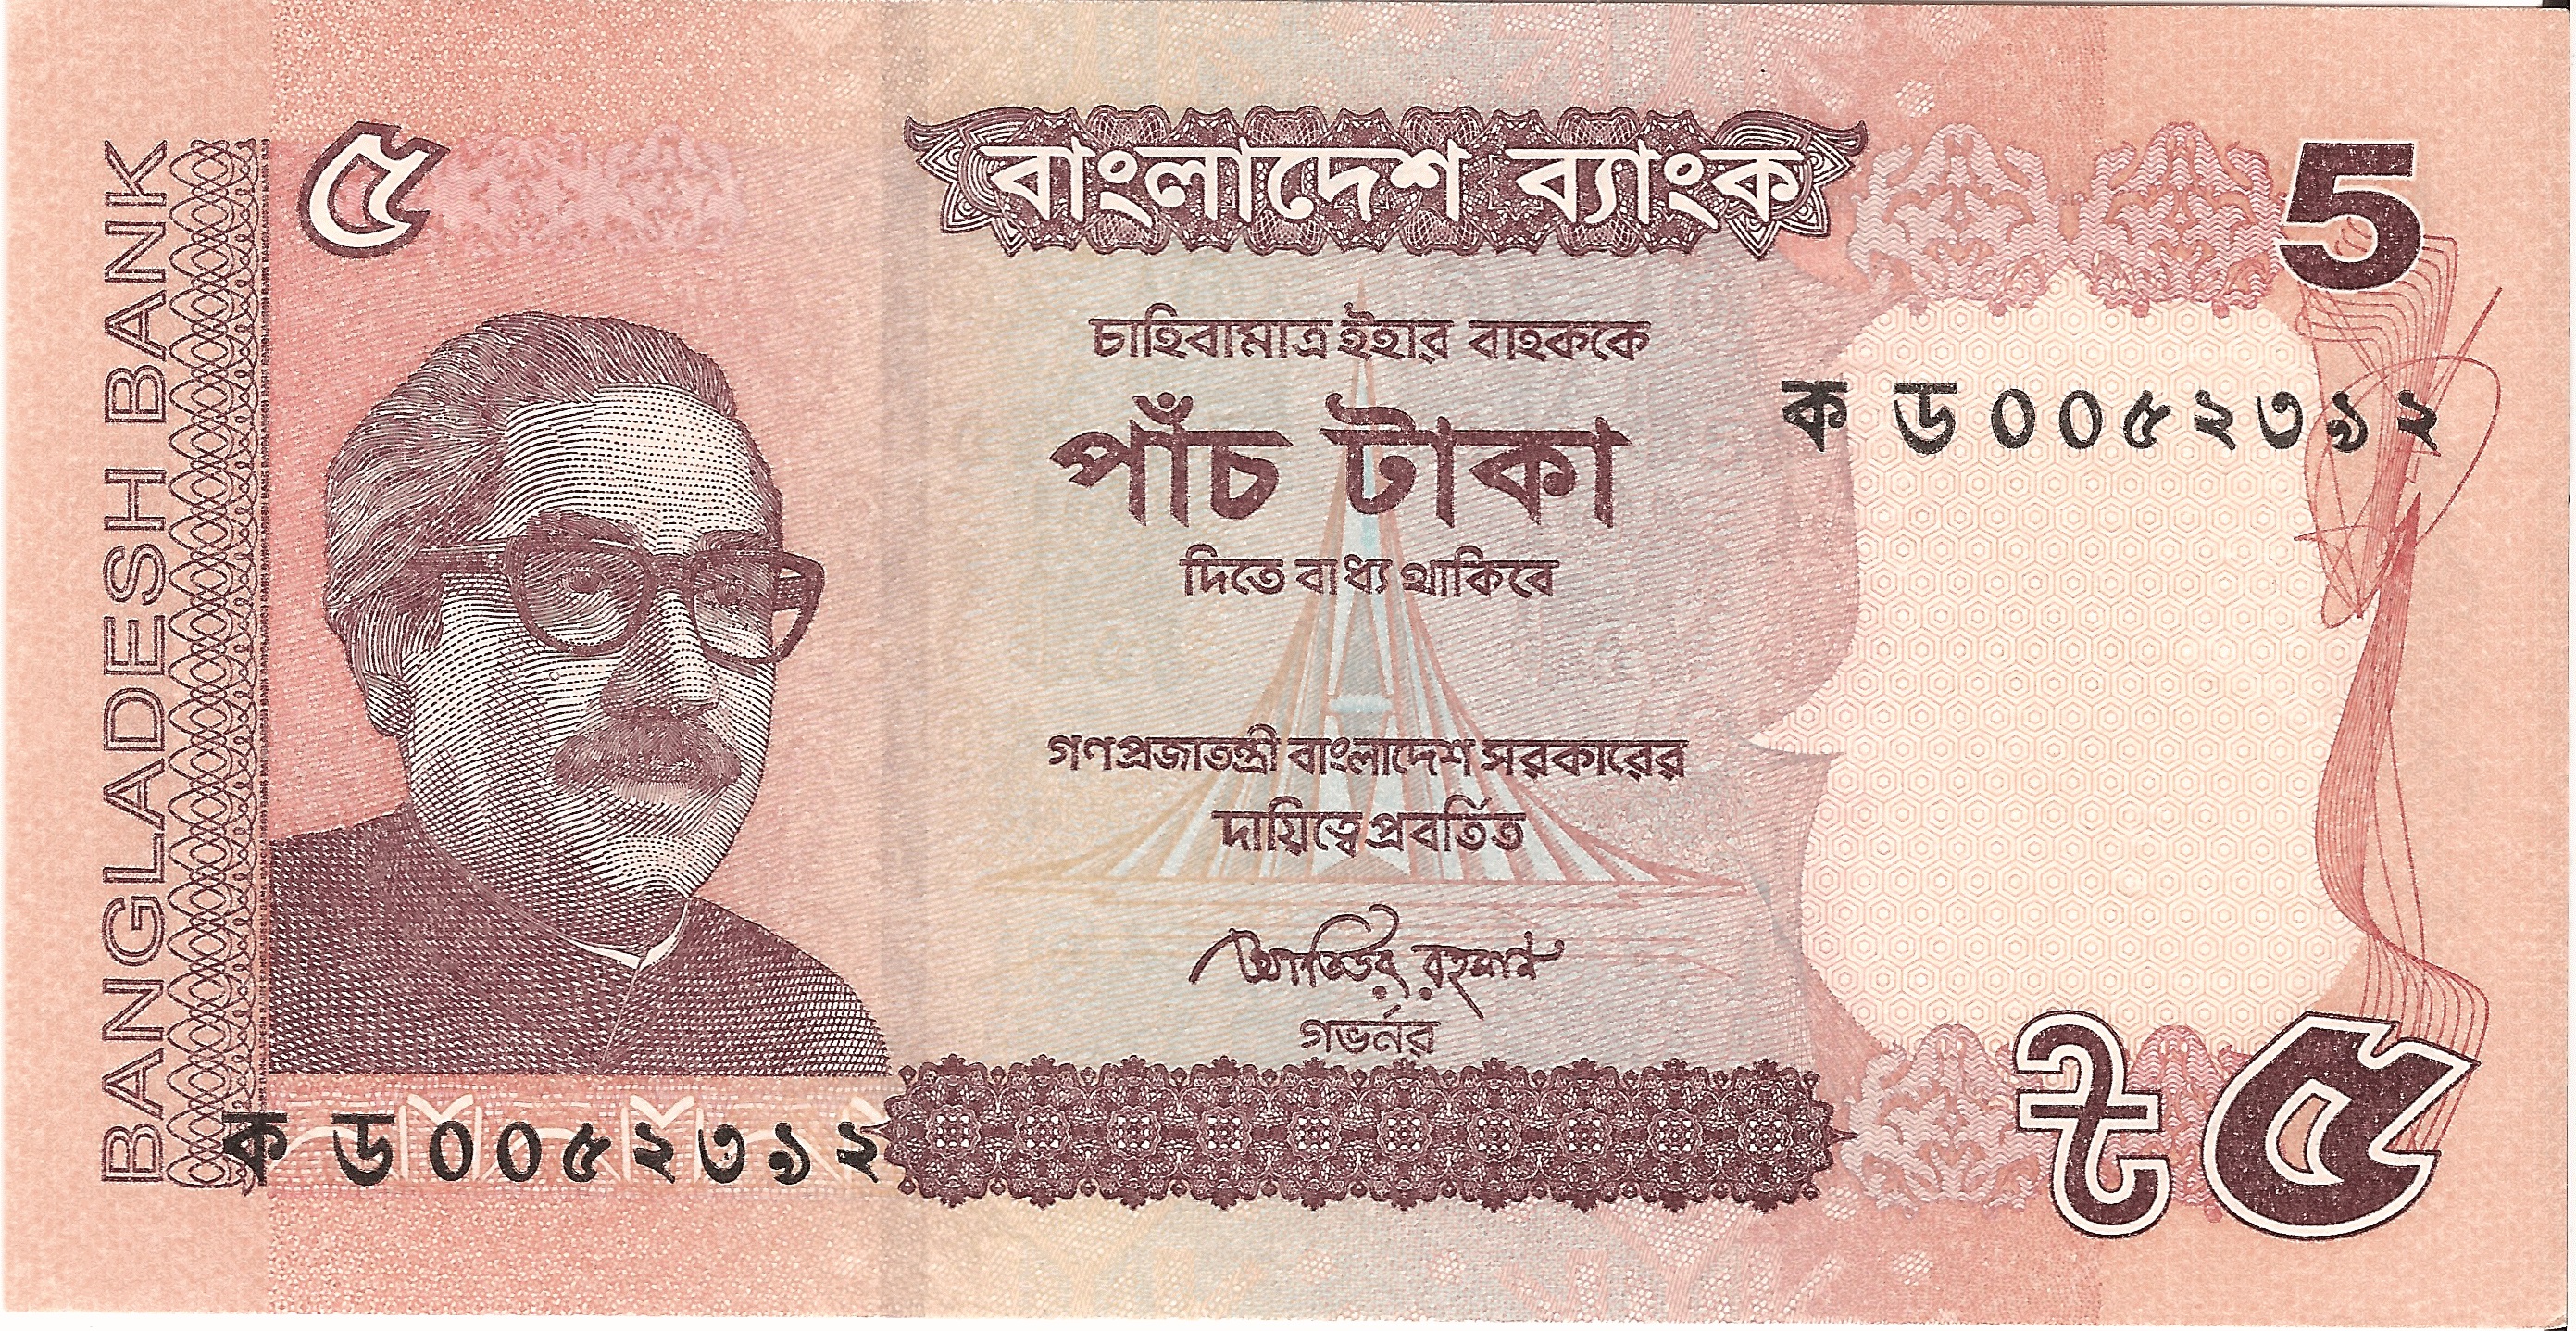 BANGLADESH BANK
৫
বাংলাদেশ ব্যাংক
5
চাহিবামাত্র ইহার বাহককে
ক ড ০০৫২৩৯২
পাঁচ টাকা
দিতে বাধ্য থাকিবে
গণপ্রজাতন্ত্রী বাংলাদেশ সরকারের
দায়িত্বে প্রবর্তিত
আতিউর রহমান
গভর্নর
ক ড ০০৫২৩৯২
৳ ৫